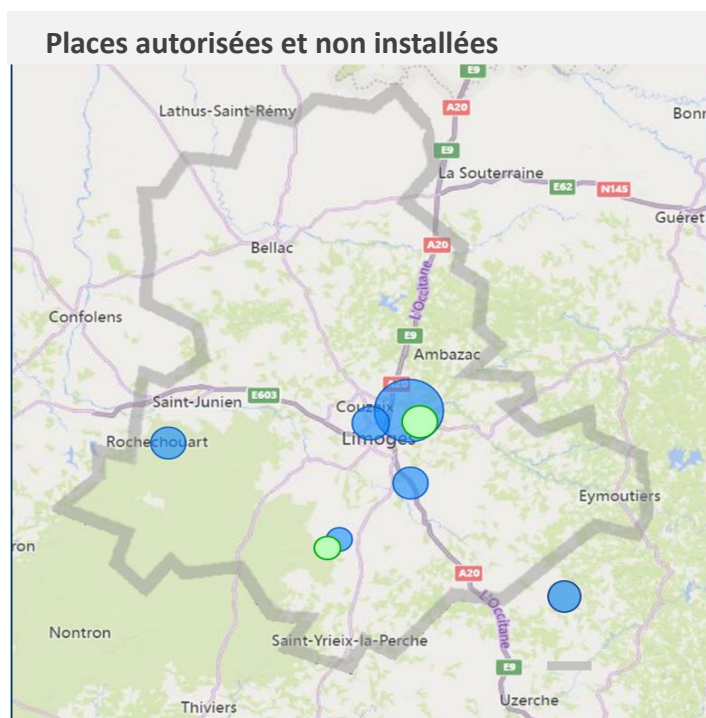 Places autorisées et non installées
E9
Lathus-Saint-Rémy
A20
Bonr
E9
La Souterraine
E62
N145
Guéret
Bellac
A20
L'Occitane
Confolens
E9
Ambazac
A20
Saint-Junien
E603
Couzeix
Limoges
Rochechouart
Eymoutiers
ron
A20
L'Occitane
Nontron
Saint-Yrieix-la-Perche
E9
Uzerche
Thiviers